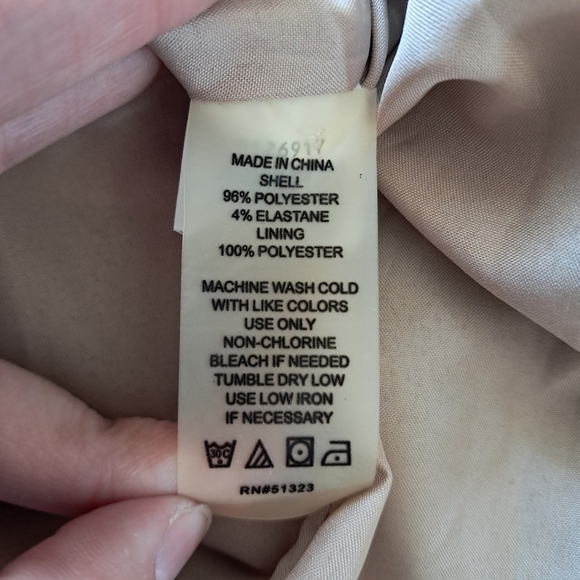 MADE IN CHINA
SHELL
96% POLYESTER
4% ELASTANE
LINING
100% POLYESTER
MACHINE WASH COLD
WITH LIKE COLORS
USE ONLY
NON-CHLORINE
BLEACH IF NEEDED
TUMBLE DRY LOW
USE LOW IRON
IF NECESSARY
30C
RN#51323